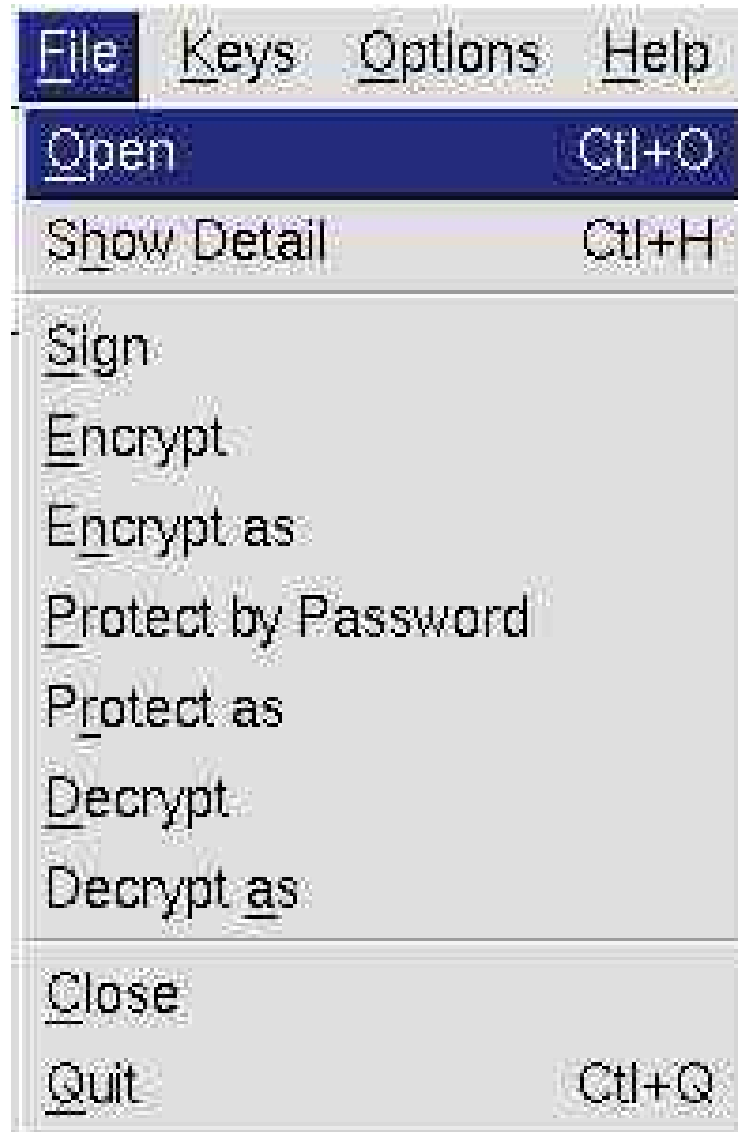 File Keys Options Help
Open Ctl+O
Show Detail Ctl+H
Sign
Encrypt
Encrypt as
Protect by Password
Protect as
Decrypt
Decrypt as
Close
Quit Ctl+Q